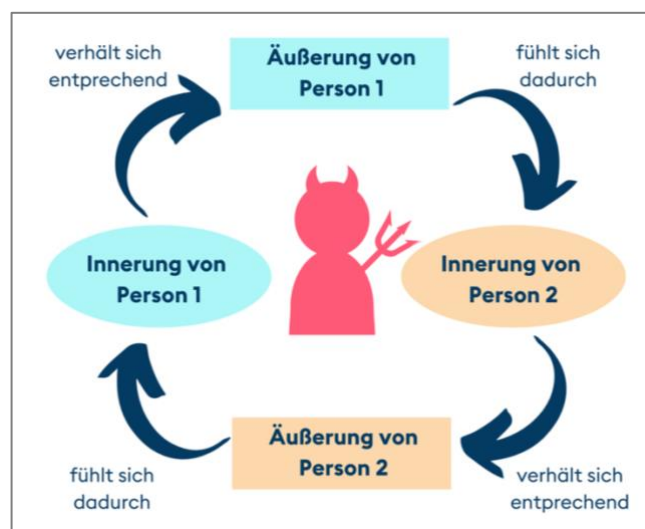 verhält sich
entprechend
Äußerung von
Person 1
fühlt sich
dadurch
Innerung von
Person 1
Innerung von
Person 2
Äußerung von
Person 2
fühlt sich
dadurch
verhält sich
entprechend